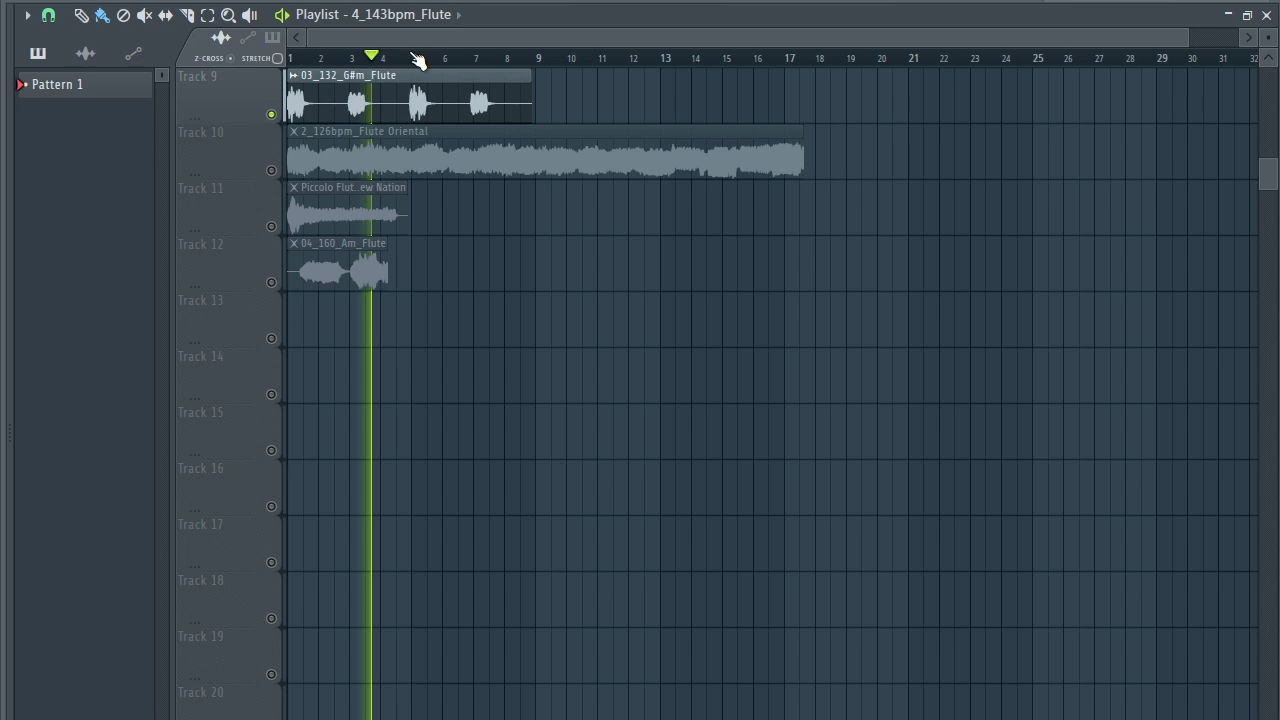 Playlist - 4_143bpm_Flute
Z-CROSS STRETCH
1 2 3 4 6 7 8 9 10 11 12 13 14 15 16 17 18 19 20 21 22 23 24 25 26 27 28 29 30 31 32
Pattern 1
Track 9
03_132_G#m_Flute
Track 10
2_126bpm_Flute Oriental
Track 11
Piccolo Flut..ew Nation
Track 12
04_160_Am_Flute
Track 13
Track 14
Track 15
Track 16
Track 17
Track 18
Track 19
Track 20